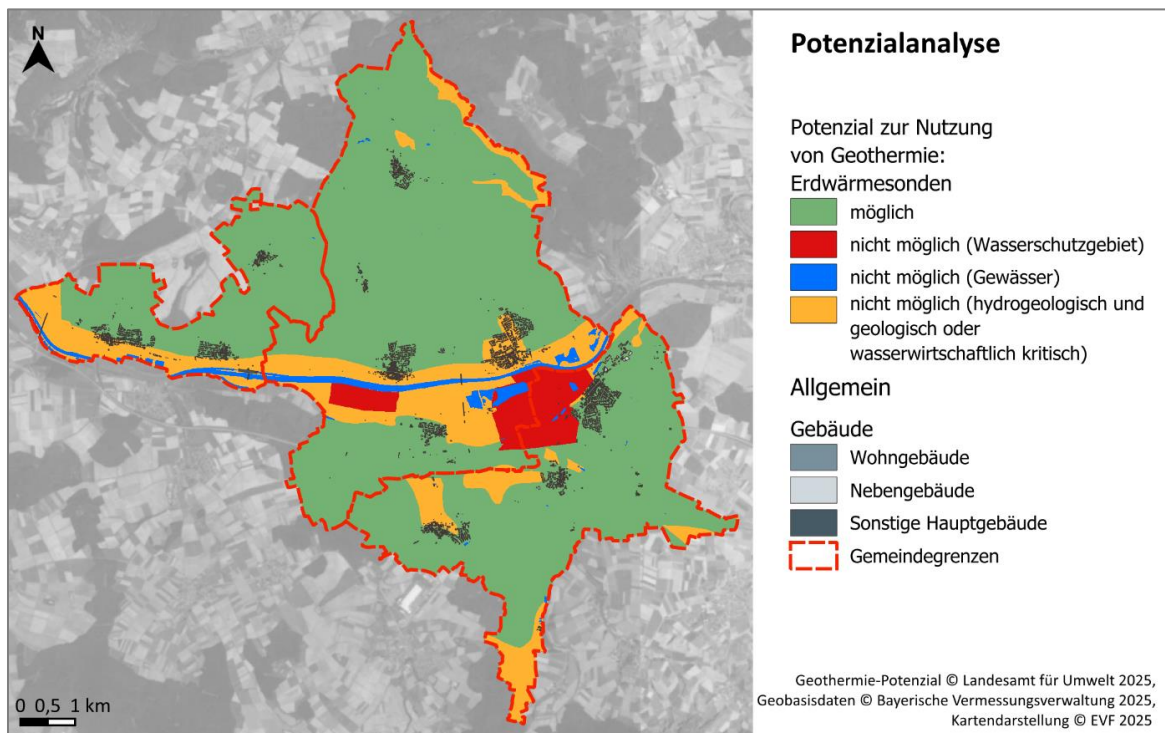 N
Potenzialanalyse
Potenzial zur Nutzung
von Geothermie:
Erdwärmesonden
möglich
nicht möglich (Wasserschutzgebiet)
nicht möglich (Gewässer)
nicht möglich (hydrogeologisch und
geologisch oder
wasserwirtschaftlich kritisch)
Allgemein
Gebäude
Wohngebäude
Nebengebäude
Sonstige Hauptgebäude
Gemeindegrenzen
0 0,5 1 km
Geothermie-Potenzial © Landesamt für Umwelt 2025,
Geobasisdaten © Bayerische Vermessungsverwaltung 2025,
Kartendarstellung © EVF 2025